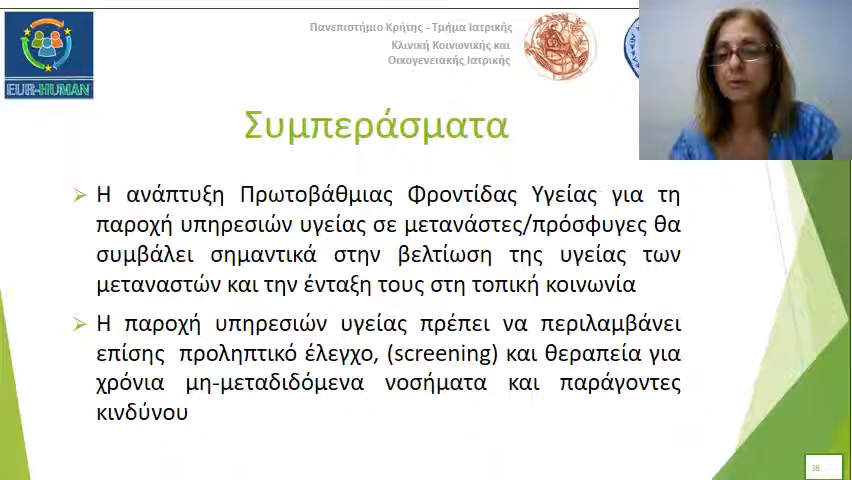 Πανεπιστήμιο Κρήτης - Τμήμα Ιατρικής
Κλινική Κοινωνικής και
Οικογενειακής Ιατρικής
EUR-HUMAN
Συμπεράσματα
Η ανάπτυξη Πρωτοβάθμιας Φροντίδας Υγείας για τη
παροχή υπηρεσιών υγείας σε μετανάστες/πρόσφυγες θα
συμβάλει σημαντικά στην βελτίωση της υγείας των
μεταναστών και την ένταξη τους στη τοπική κοινωνία
Η παροχή υπηρεσιών υγείας πρέπει να περιλαμβάνει
επίσης προληπτικό έλεγχο, (screening) και θεραπεία για
χρόνια μη-μεταδιδόμενα νοσήματα και παράγοντες
κινδύνου